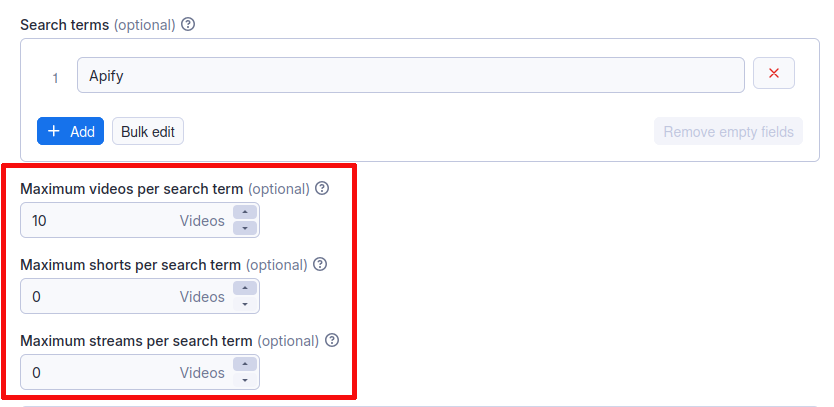 Search terms (optional) ?
1 Apify
+ Add Bulk edit Remove empty fields
Maximum videos per search term (optional) ?
10 Videos
Maximum shorts per search term (optional) ?
0 Videos
Maximum streams per search term (optional) ?
0 Videos